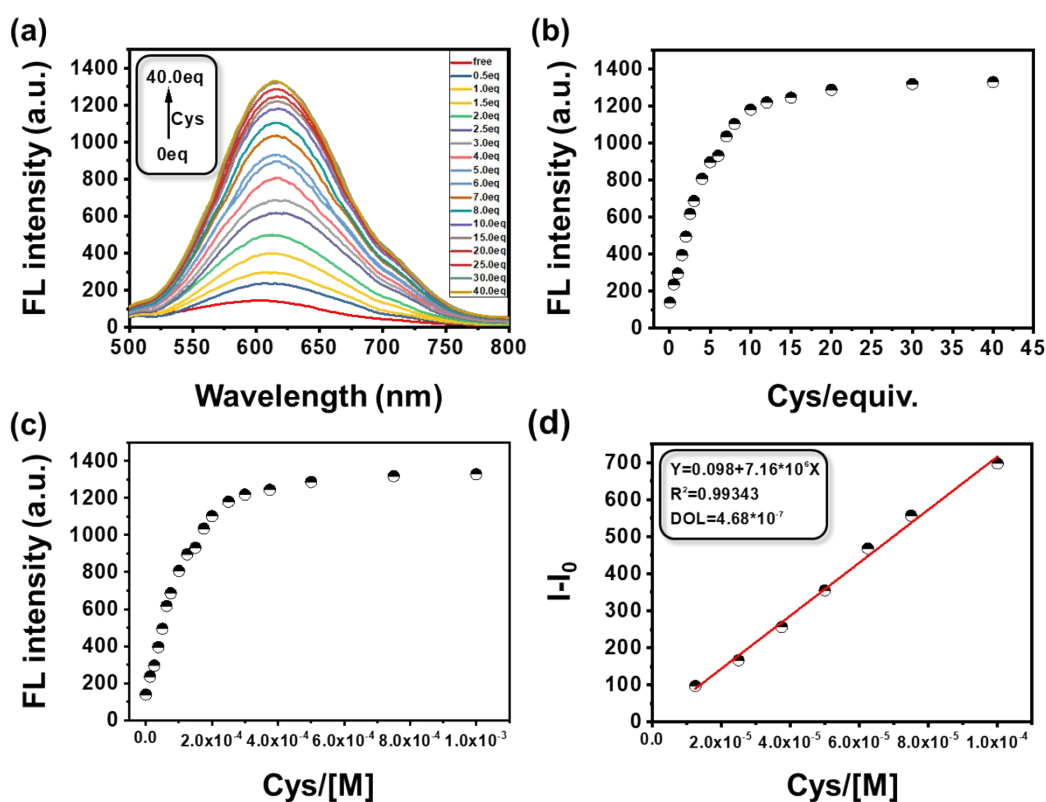 (a)
FL intensity (a.u.)
1400
1200
1000
800
600
400
200
0
40.0eq
Cys
0eq
free
0.5eq
1.0eq
1.5eq
2.0eq
2.5eq
3.0eq
4.0eq
5.0eq
6.0eq
7.0eq
8.0eq
10.0eq
15.0eq
20.0eq
25.0eq
30.0eq
40.0eq
500 550 600 650 700 750 800
Wavelength (nm)
(b)
FL intensity (a.u.)
1400
1200
1000
800
600
400
200
0
0 5 10 15 20 25 30 35 40 45
Cys/equiv.
(c)
FL intensity (a.u.)
1400
1200
1000
800
600
400
200
0
0.0 2.0x10⁻⁴ 4.0x10⁻⁴ 6.0x10⁻⁴ 8.0x10⁻⁴ 1.0x10⁻³
Cys/[M]
(d)
I-I₀
700
600
500
400
300
200
100
0
Y=0.098+7.16*10⁶X
R²=0.99343
DOL=4.68*10⁻⁷
0.0 2.0x10⁻⁵ 4.0x10⁻⁵ 6.0x10⁻⁵ 8.0x10⁻⁵ 1.0x10⁻⁴
Cys/[M]